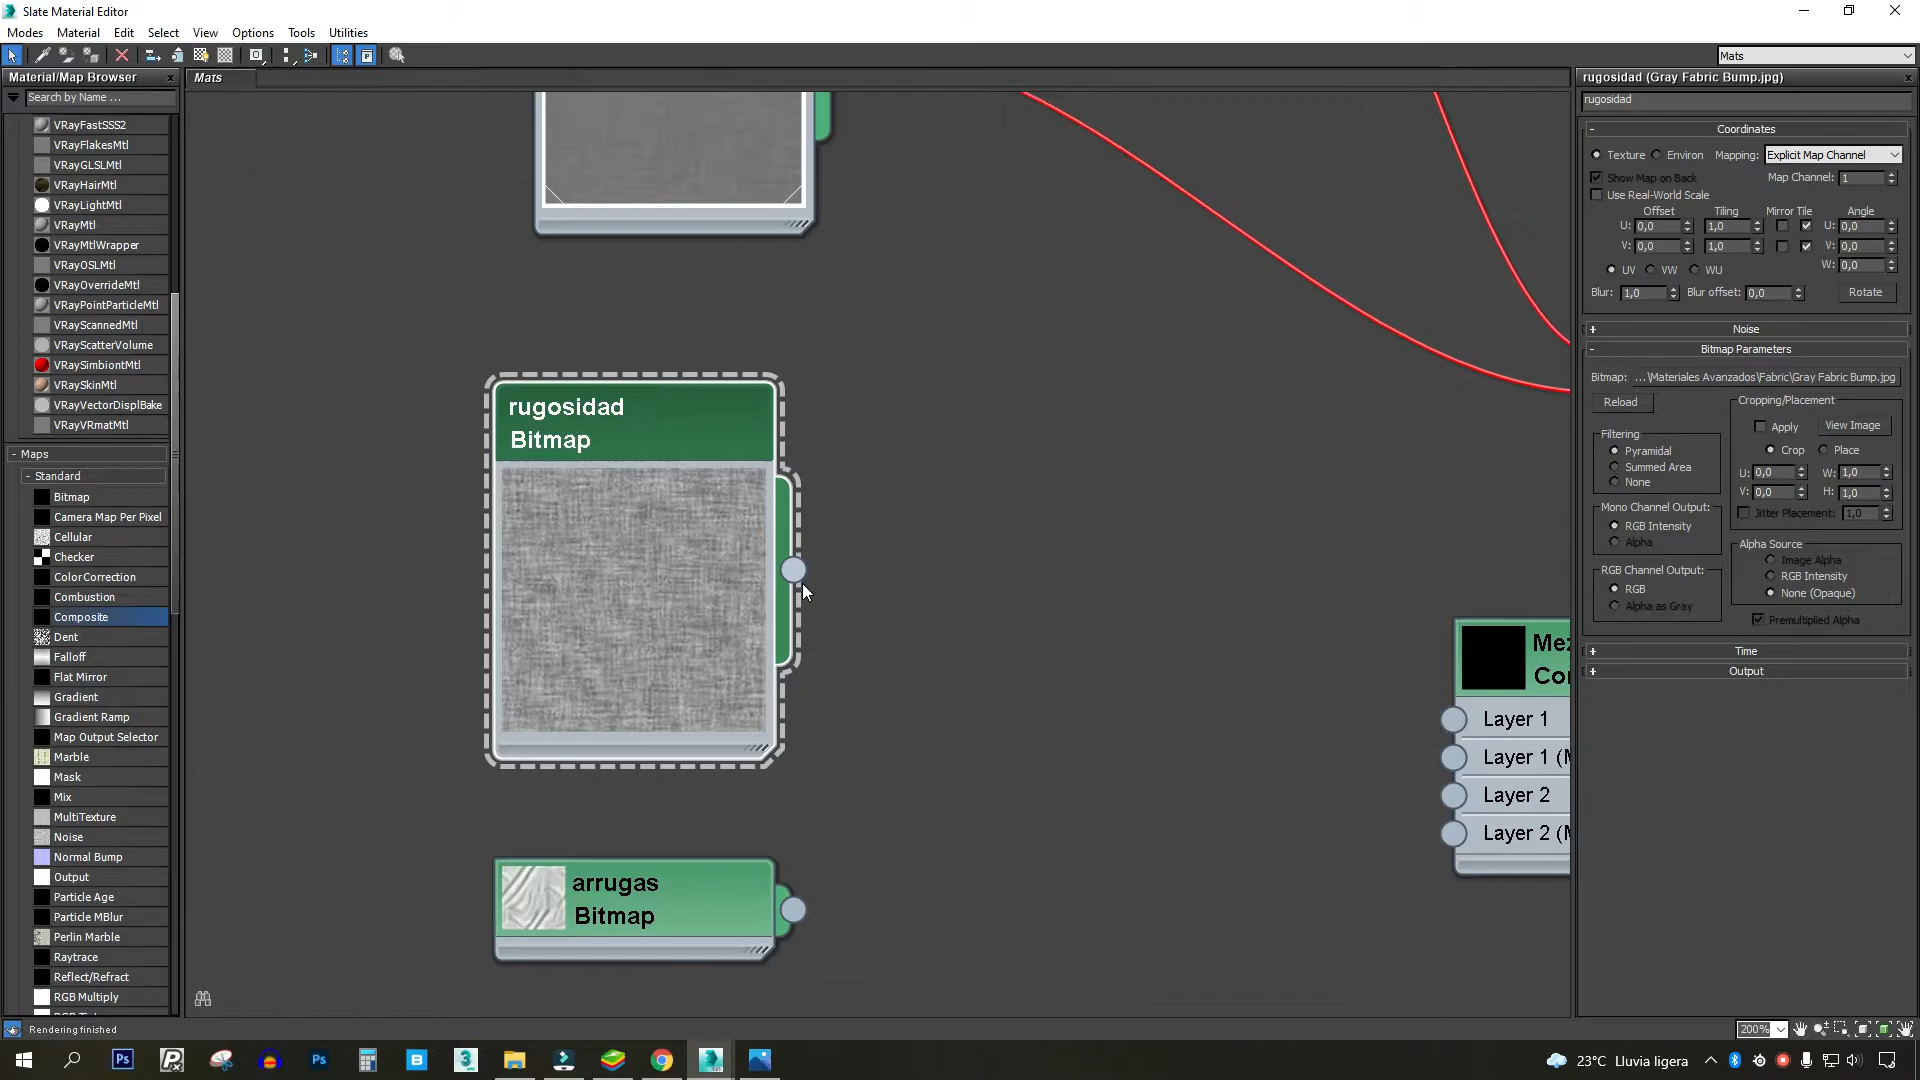 Slate Material Editor
Modes Material Edit Select View Options Tools Utilities
Mats
Material/Map Browser
Search by Name ...
VRayFastSSS2
VRayFlakesMtl
VRayGLSLMtl
VRayHairMtl
VRayLightMtl
VRayMtl
VRayMtlWrapper
VRayOSLMtl
VRayOverrideMtl
VRayPointParticleMtl
VRayScannedMtl
VRayScatterVolume
VRaySimbiontMtl
VRaySkinMtl
VRayVectorDisplBake
VRayVRmatMtl
- Maps
- Standard
Bitmap
Camera Map Per Pixel
Cellular
Checker
ColorCorrection
Combustion
Composite
Dent
Falloff
Flat Mirror
Gradient
Gradient Ramp
Map Output Selector
Marble
Mask
Mix
MultiTexture
Noise
Normal Bump
Output
Particle Age
Particle MBlur
Perlin Marble
Raytrace
Reflect/Refract
RGB Multiply
Rendering finished
Mats
rugosidad
Bitmap
arrugas
Bitmap
Mez
Co
Layer 1
Layer 1 (M
Layer 2
Layer 2 (M
rugosidad (Gray Fabric Bump.jpg)
rugosidad
- Coordinates
Texture Environ Mapping: Explicit Map Channel
Show Map on Back Map Channel: 1
Use Real-World Scale
Offset Tiling Mirror Tile Angle
U: 0,0 1,0 U: 0,0
V: 0,0 1,0 V: 0,0
W: 0,0
UV VW WU
Blur: 1,0 Blur offset: 0,0 Rotate
+ Noise
- Bitmap Parameters
Bitmap: ...\Materiales Avanzados\Fabric\Gray Fabric Bump.jpg
Reload
Cropping/Placement
Apply View Image
Crop Place
U: 0,0 W: 1,0
V: 0,0 H: 1,0
Jitter Placement: 1,0
Filtering
Pyramidal
Summed Area
None
Mono Channel Output:
RGB Intensity
Alpha
RGB Channel Output:
RGB
Alpha as Gray
Alpha Source
Image Alpha
RGB Intensity
None (Opaque)
Premultiplied Alpha
+ Time
+ Output
200%
Ps
Ps
3
23°C Lluvia ligera